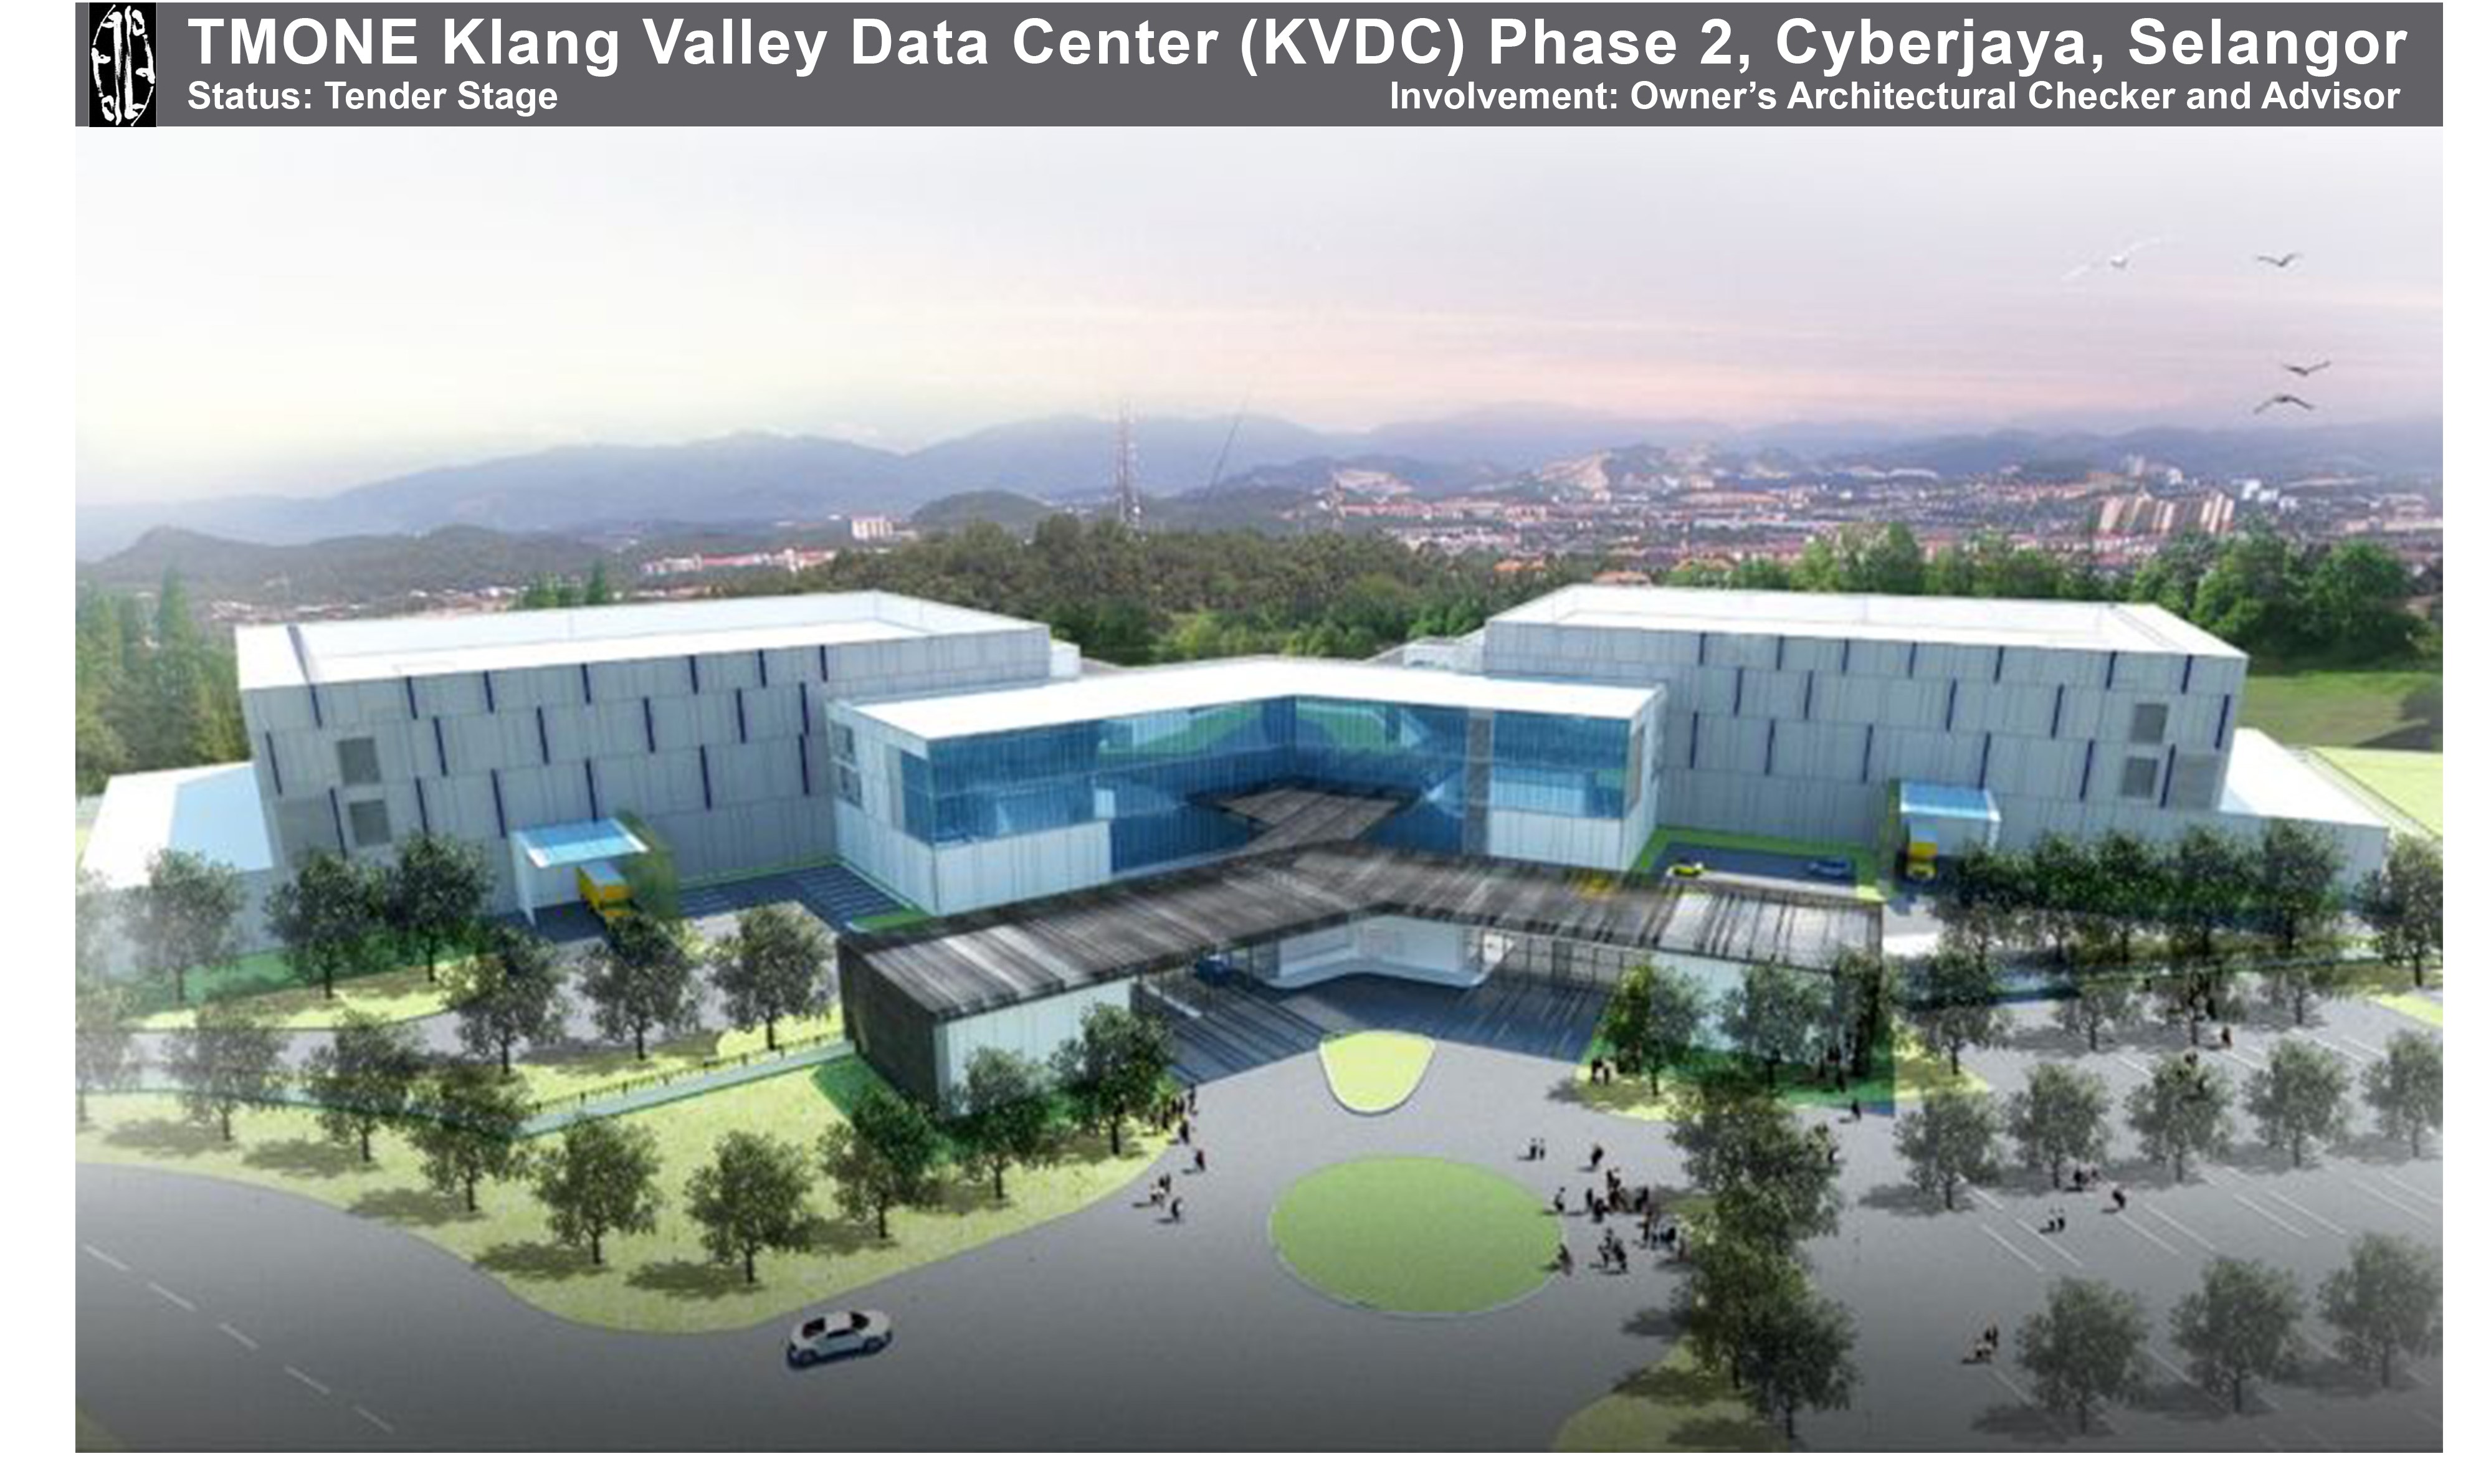 TMONE Klang Valley Data Center (KVDC) Phase 2, Cyberjaya, Selangor
Status: Tender Stage
Involvement: Owner’s Architectural Checker and Advisor